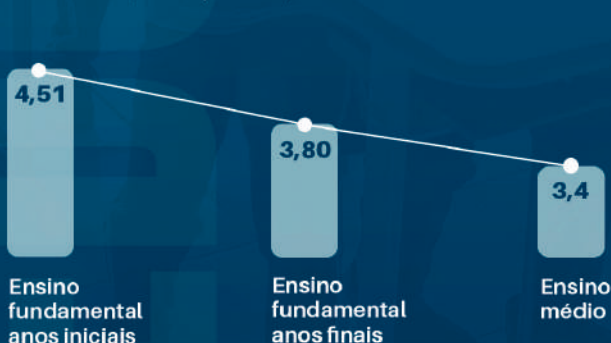 4,51
3,80
3,4
Ensino
fundamental
anos iniciais
Ensino
fundamental
anos finais
Ensino
médio